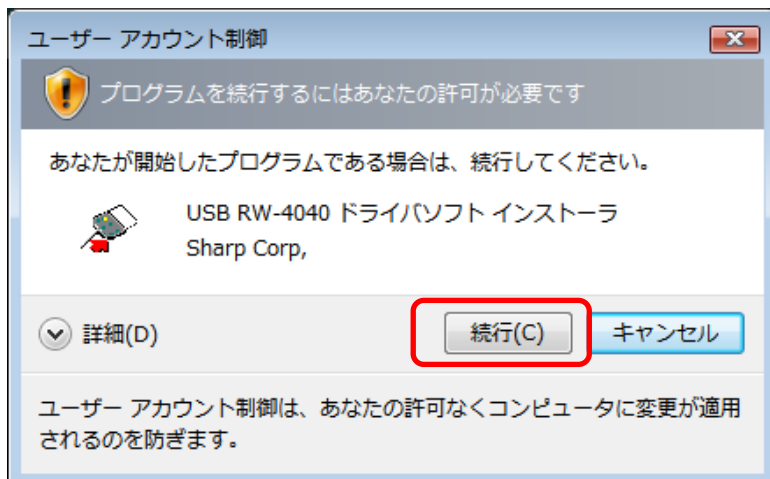 ユーザー アカウント制御
プログラムを続行するにはあなたの許可が必要です
あなたが開始したプログラムである場合は、続行してください。
USB RW-4040 ドライバソフト インストーラ
Sharp Corp,
詳細(D)
続行(C)
キャンセル
ユーザー アカウント制御は、あなたの許可なくコンピュータに変更が適用
されるのを防ぎます。